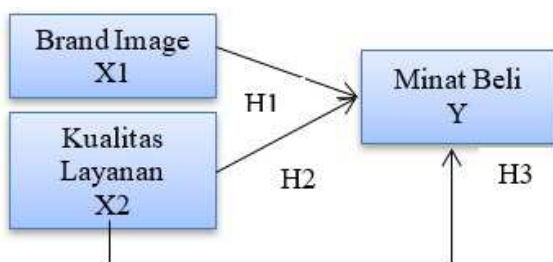 Brand Image
X1
H1
Kualitas
Layanan
X2
H2
Minat Beli
Y
H3